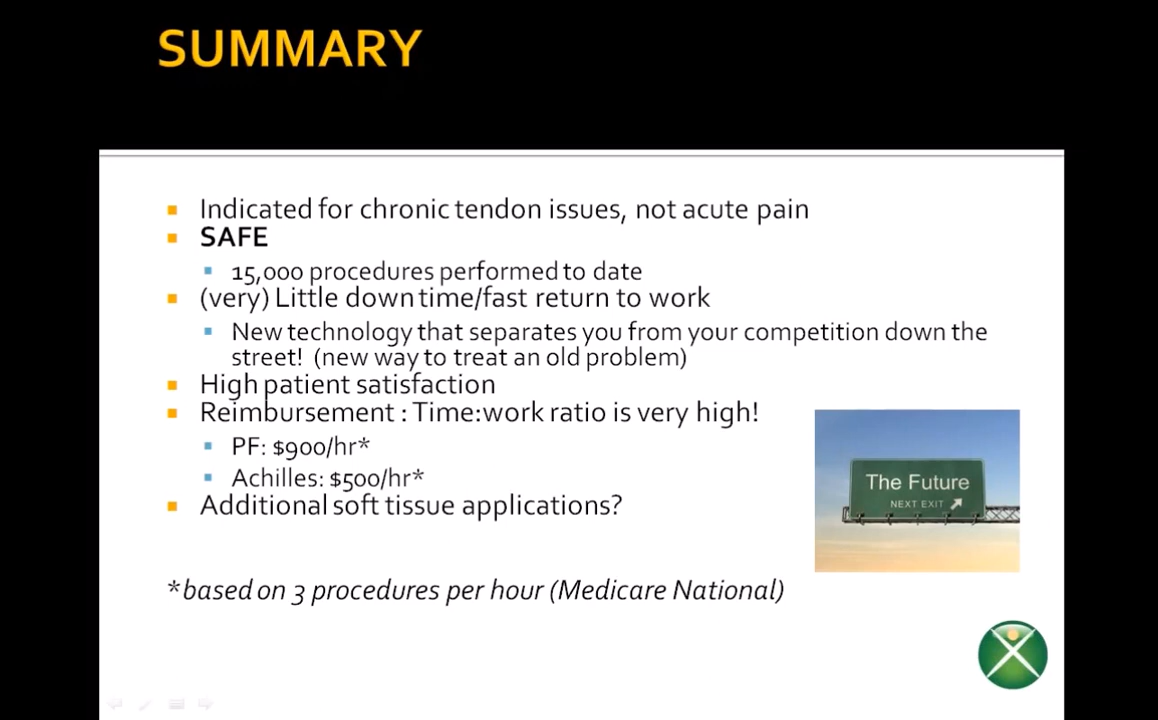 SUMMARY
Indicated for chronic tendon issues, not acute pain
SAFE
15,000 procedures performed to date
(very) Little down time/fast return to work
New technology that separates you from your competition down the
street! (new way to treat an old problem)
High patient satisfaction
Reimbursement : Time:work ratio is very high!
PF: $900/hr*
Achilles: $500/hr*
Additional soft tissue applications?
The Future
NEXT EXIT
*based on 3 procedures per hour (Medicare National)